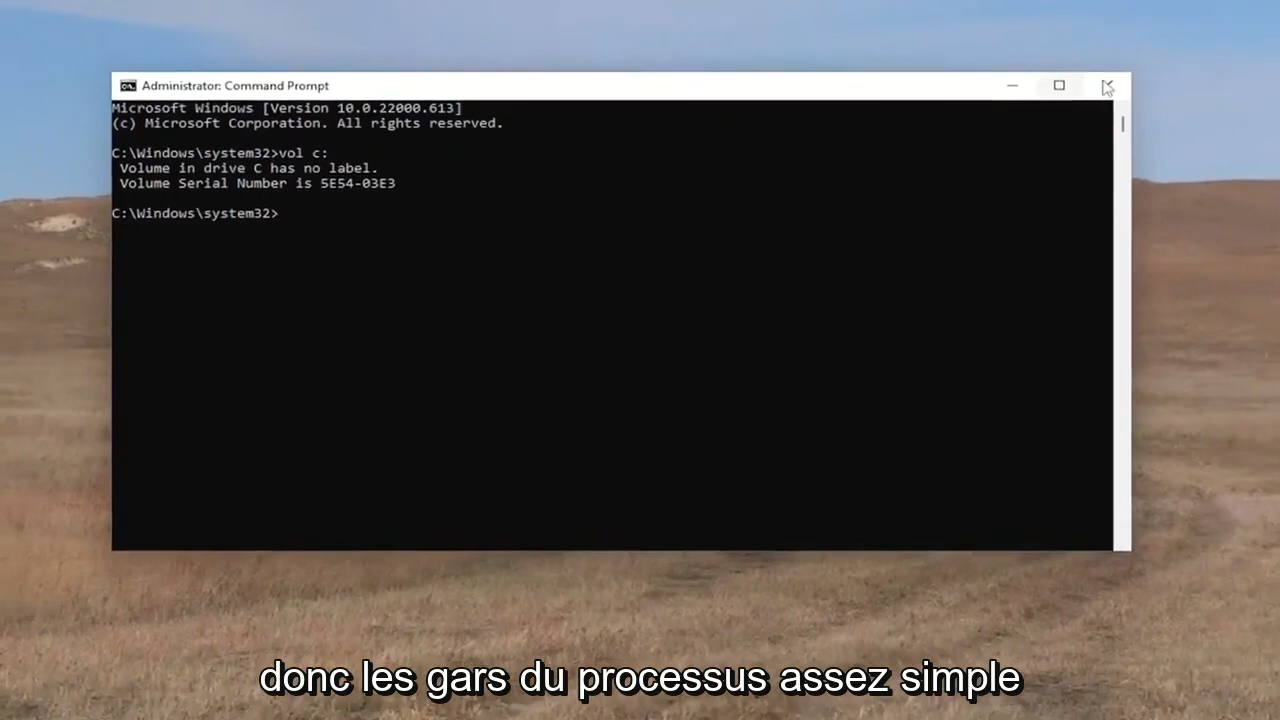 Administrator: Command Prompt
Microsoft Windows [Version 10.0.22000.613]
(c) Microsoft Corporation. All rights reserved.
C:\Windows\system32>vol c:
Volume in drive C has no label.
Volume Serial Number is 5E54-03E3
C:\Windows\system32>
donc les gars du processus assez simple